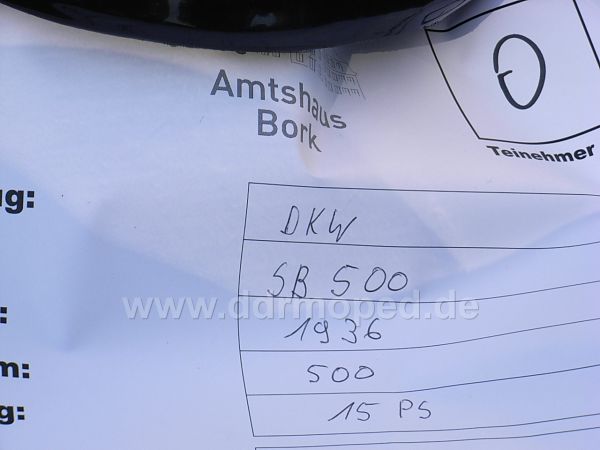 Amtshaus
Bork
O
Teinehmer
ug:
DKW
SB 500
www.ddrmoped.de
:
1936
m:
500
g:
15 PS